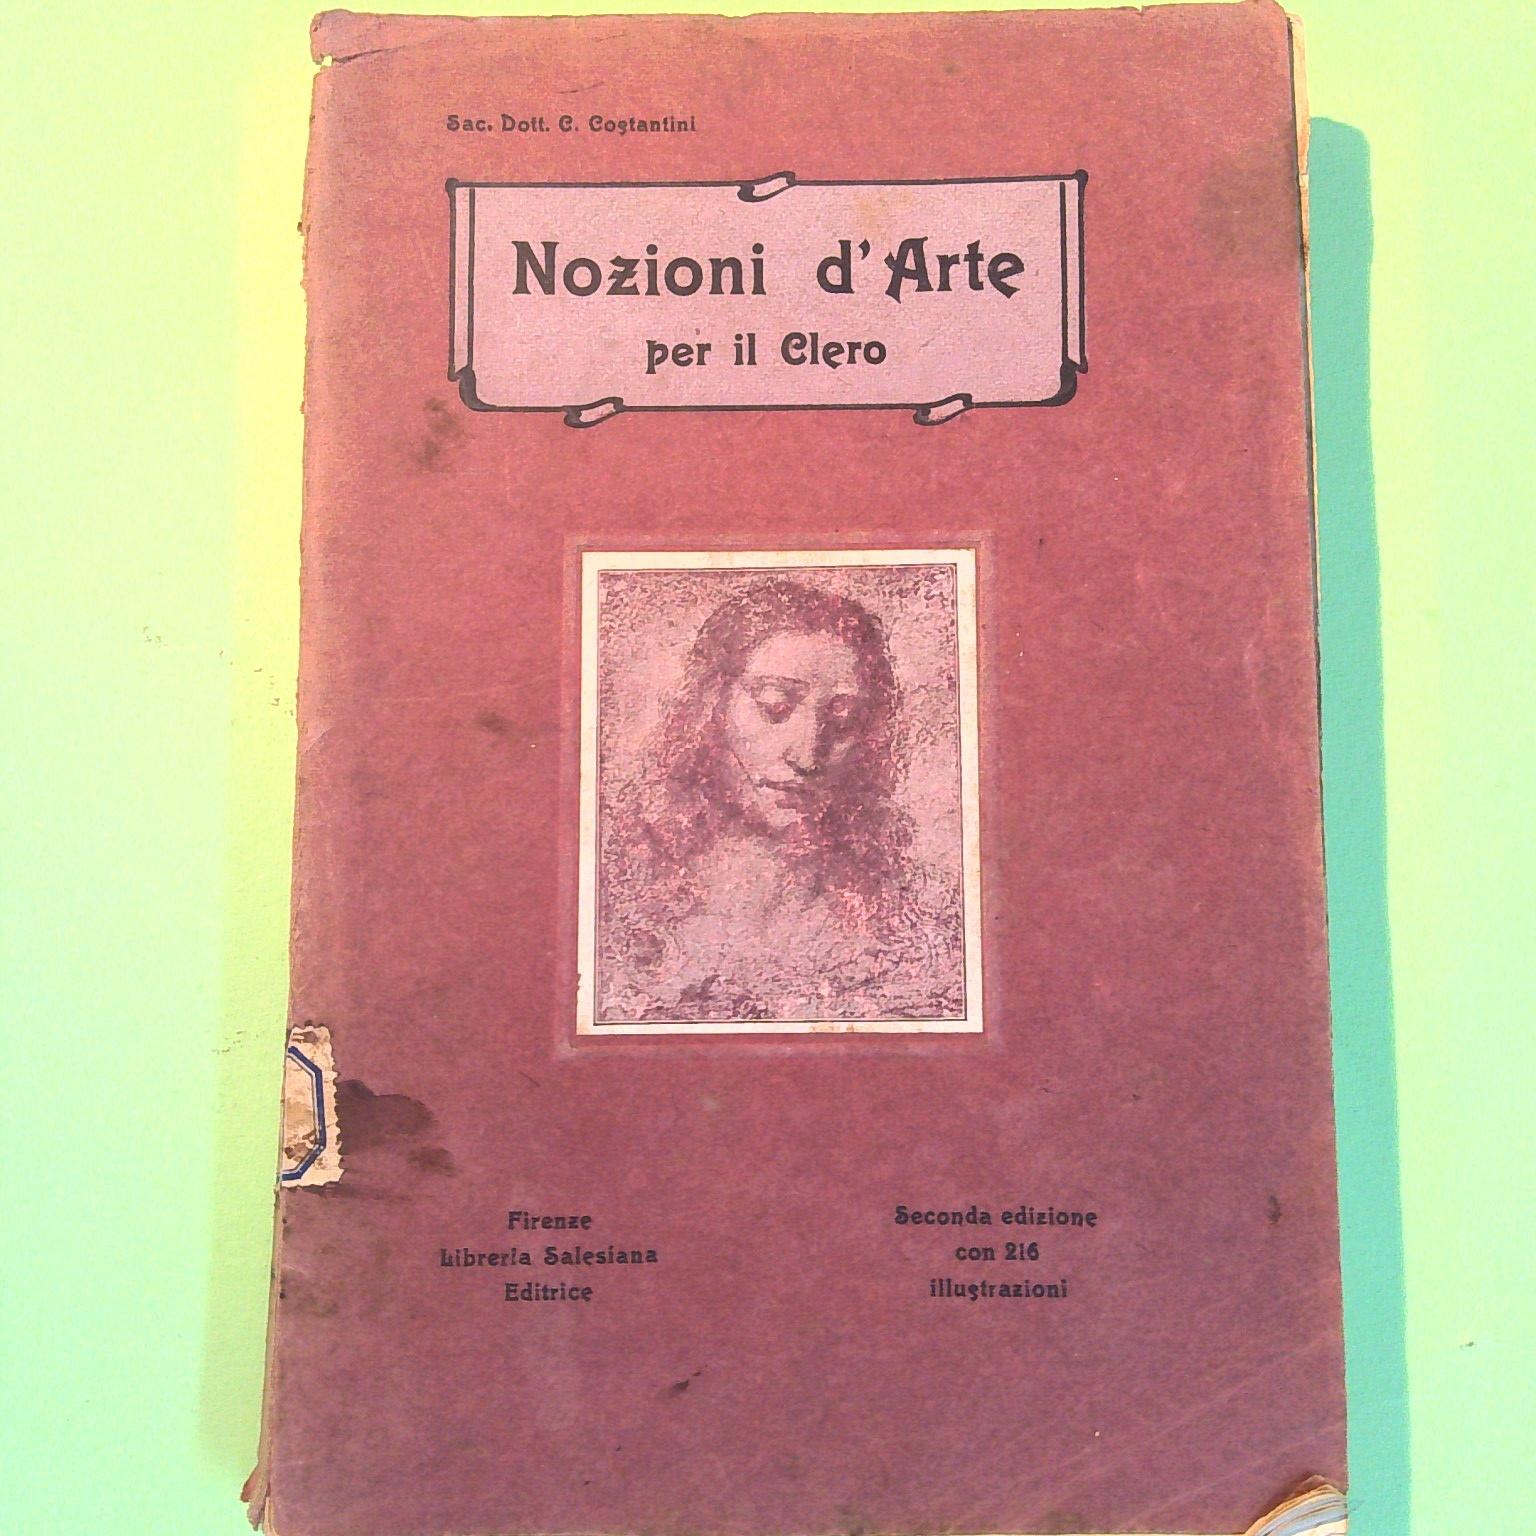 Sac. Dott. C. Costantini
Nozioni d'Arte
per il Clero
Firenze
Libreria Salesiana
Editrice
Seconda edizione
con 216
illustrazioni